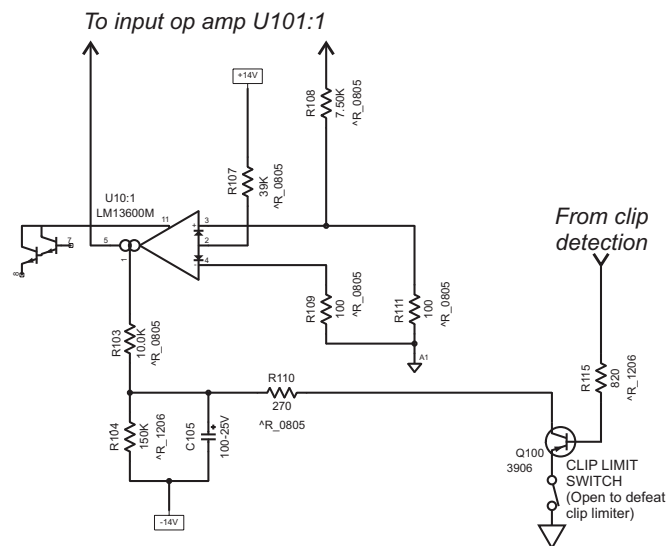 To input op amp U101:1
+14V
R108
7.50K
^R_0805
R107
39K
^R_0805
U10:1
LM13600M
11
3
+
2
-
4
5
1
7
8
From clip
detection
R109
100
^R_0805
R111
100
^R_0805
A1
R103
10.0K
^R_0805
R110
270
^R_0805
R115
820
^R_1206
R104
150K
^R_1206
C105
+
100-25V
Q100
3906
CLIP LIMIT
SWITCH
(Open to defeat
clip limiter)
-14V